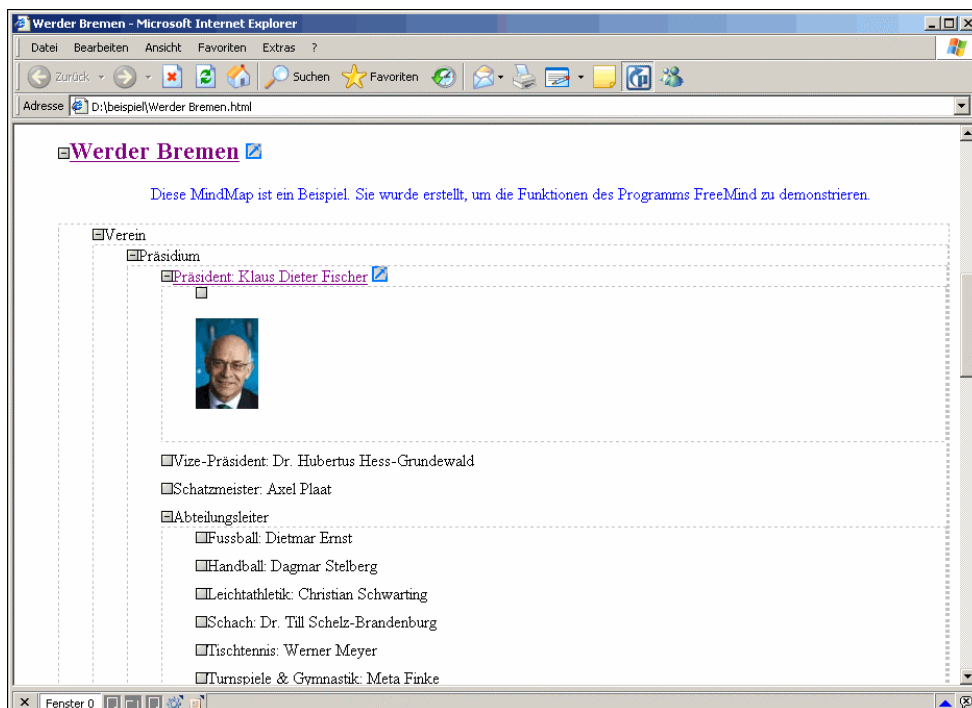 Werder Bremen - Microsoft Internet Explorer
Datei Bearbeiten Ansicht Favoriten Extras ?
Zurück Suchen Favoriten
Adresse D:\beispiel\Werder Bremen.html
Werder Bremen
Diese MindMap ist ein Beispiel. Sie wurde erstellt, um die Funktionen des Programms FreeMind zu demonstrieren.
Verein
Präsidium
Präsident: Klaus Dieter Fischer
Vize-Präsident: Dr. Hubertus Hess-Grundewald
Schatzmeister: Axel Plaat
Abteilungsleiter
Fussball: Dietmar Ernst
Handball: Dagmar Stelberg
Leichtathletik: Christian Schwarting
Schach: Dr. Till Schelz-Brandenburg
Tischtennis: Werner Meyer
Turnspiele & Gymnastik: Meta Finke
Fenster 0